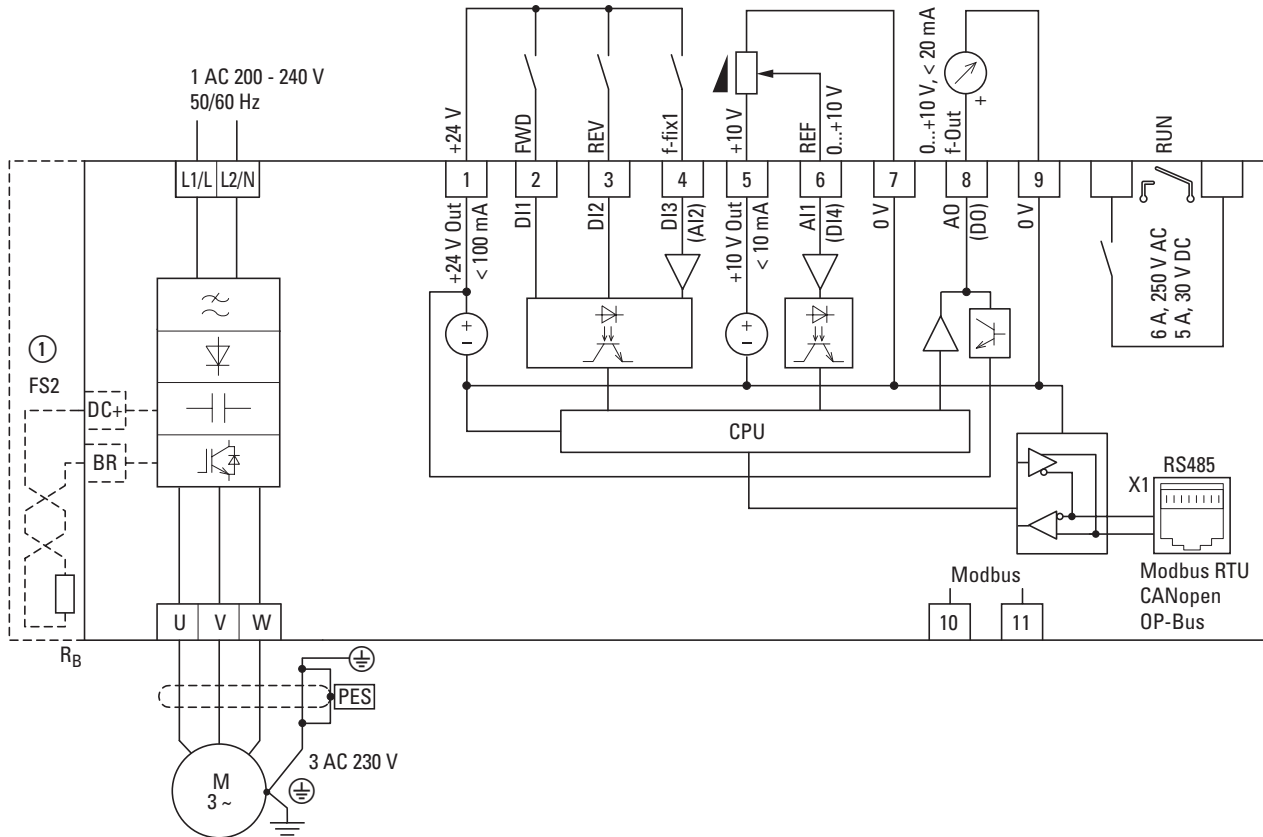 1 AC 200 - 240 V
50/60 Hz
L1/L
L2/N
+24 V
FWD
REV
f-fix1
+10 V
REF
0...+10 V
0...+10 V, < 20 mA
f-Out
+
RUN
1
2
3
4
5
6
7
8
9
+24 V Out
< 100 mA
DI1
DI2
DI3
(AI2)
+10 V Out
< 10 mA
AI1
(DI4)
0 V
AO
(DO)
0 V
6 A, 250 V AC
5 A, 30 V DC
+
-
+
-
1
FS2
DC+
BR
CPU
RS485
X1
Modbus RTU
CANopen
OP-Bus
Modbus
10
11
U
V
W
RB
PES
3 AC 230 V
M
3 ~